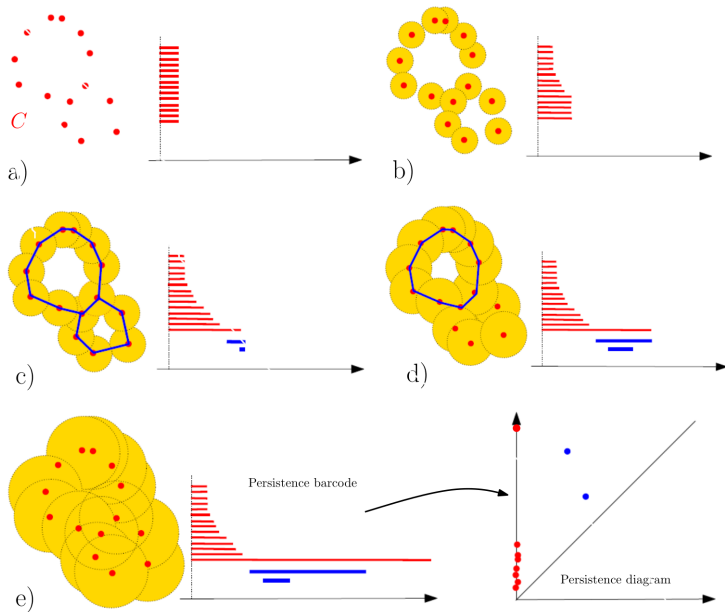 C
a)
b)
c)
d)
Persistence barcode
e)
Persistence diagram